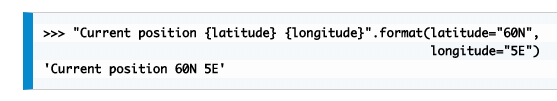 >>> "Current position {latitude} {longitude}".format(latitude="60N",
longitude="5E")
'Current position 60N 5E'